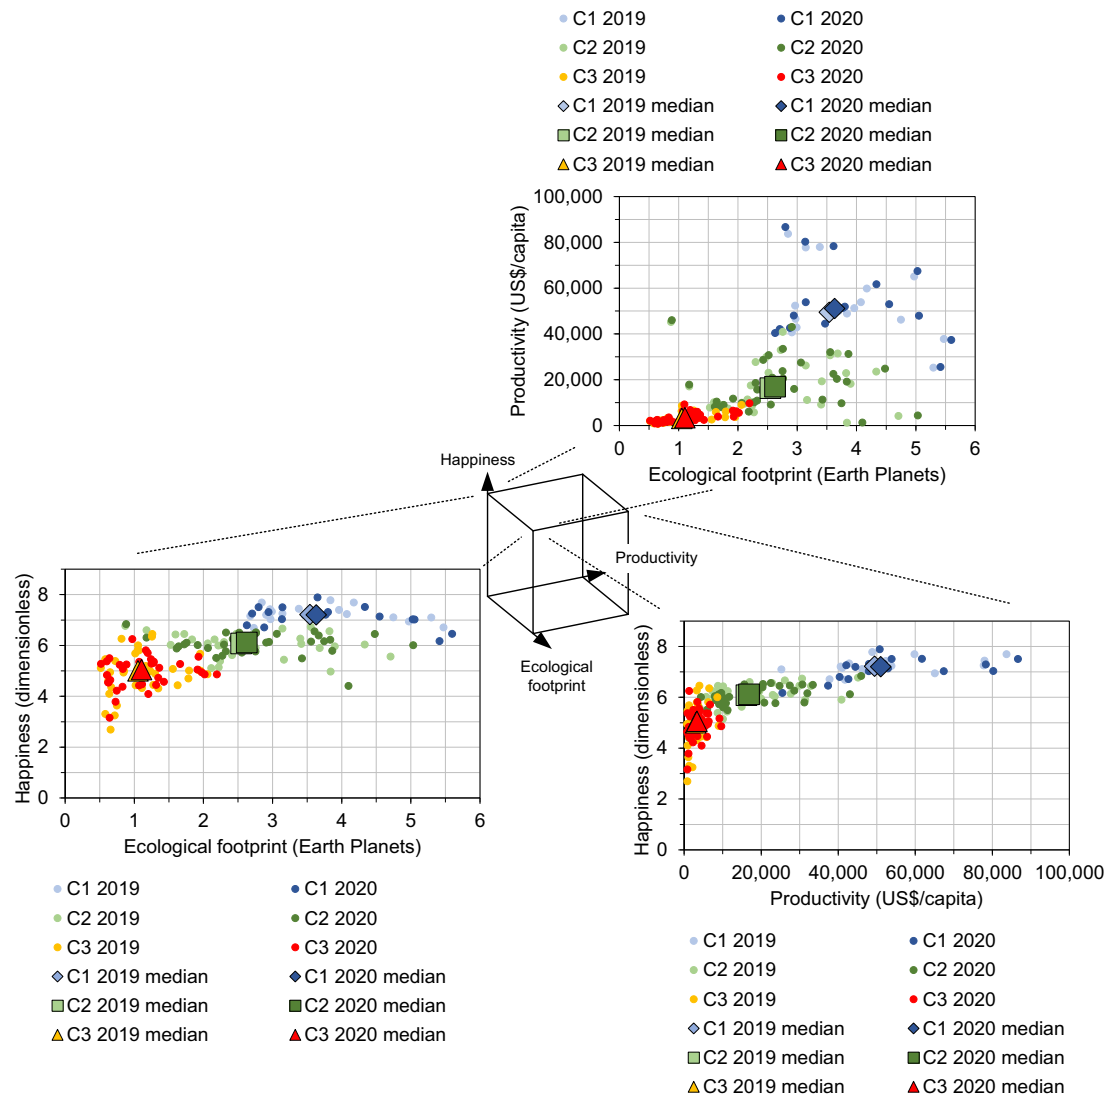 C1 2019 C1 2020
C2 2019 C2 2020
C3 2019 C3 2020
C1 2019 median C1 2020 median
C2 2019 median C2 2020 median
C3 2019 median C3 2020 median
100,000
80,000
60,000
40,000
20,000
0
Productivity (US$/capita)
0 1 2 3 4 5 6
Ecological footprint (Earth Planets)
Happiness
Productivity
Ecological
footprint
8
6
4
2
0
Happiness (dimensionless)
0 1 2 3 4 5 6
Ecological footprint (Earth Planets)
C1 2019 C1 2020
C2 2019 C2 2020
C3 2019 C3 2020
C1 2019 median C1 2020 median
C2 2019 median C2 2020 median
C3 2019 median C3 2020 median
8
6
4
2
0
Happiness (dimensionless)
0 20,000 40,000 60,000 80,000 100,000
Productivity (US$/capita)
C1 2019 C1 2020
C2 2019 C2 2020
C3 2019 C3 2020
C1 2019 median C1 2020 median
C2 2019 median C2 2020 median
C3 2019 median C3 2020 median